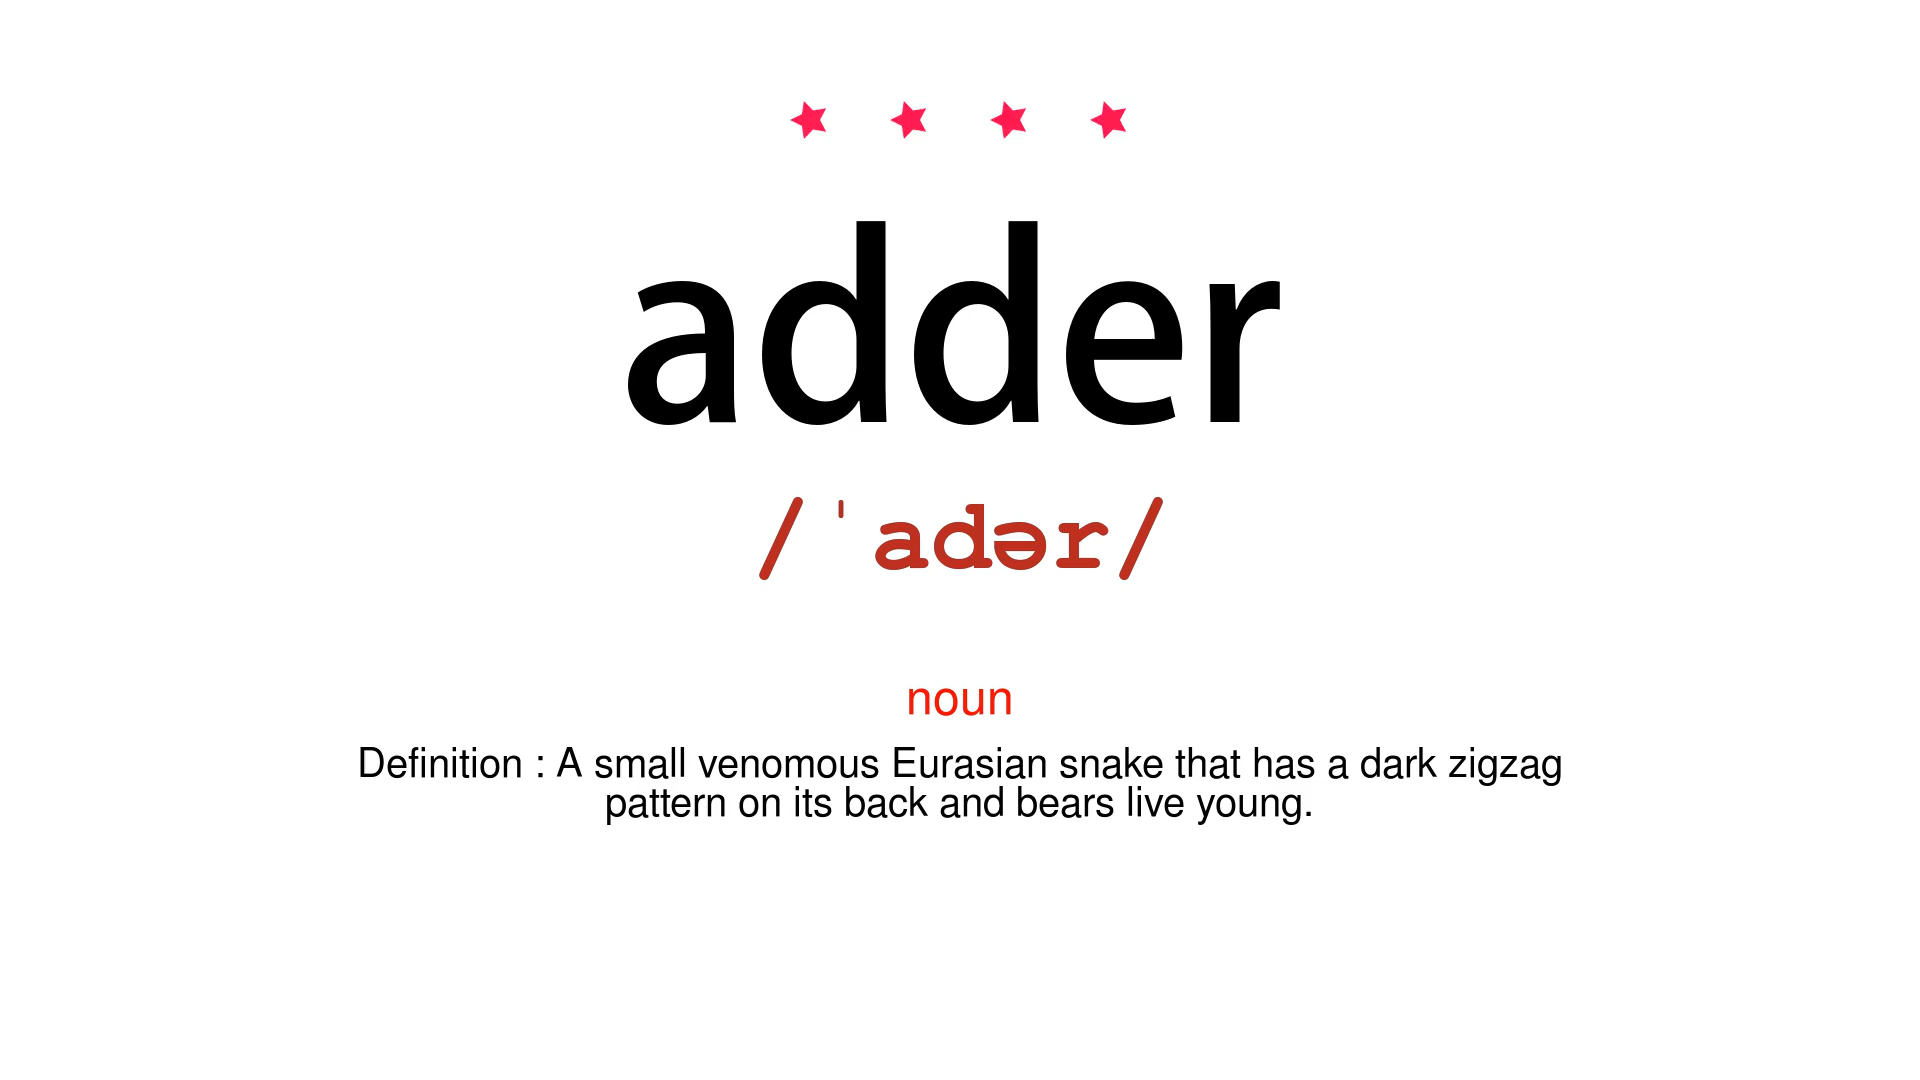 adder
/ˈadər/
noun
Definition : A small venomous Eurasian snake that has a dark zigzag
pattern on its back and bears live young.